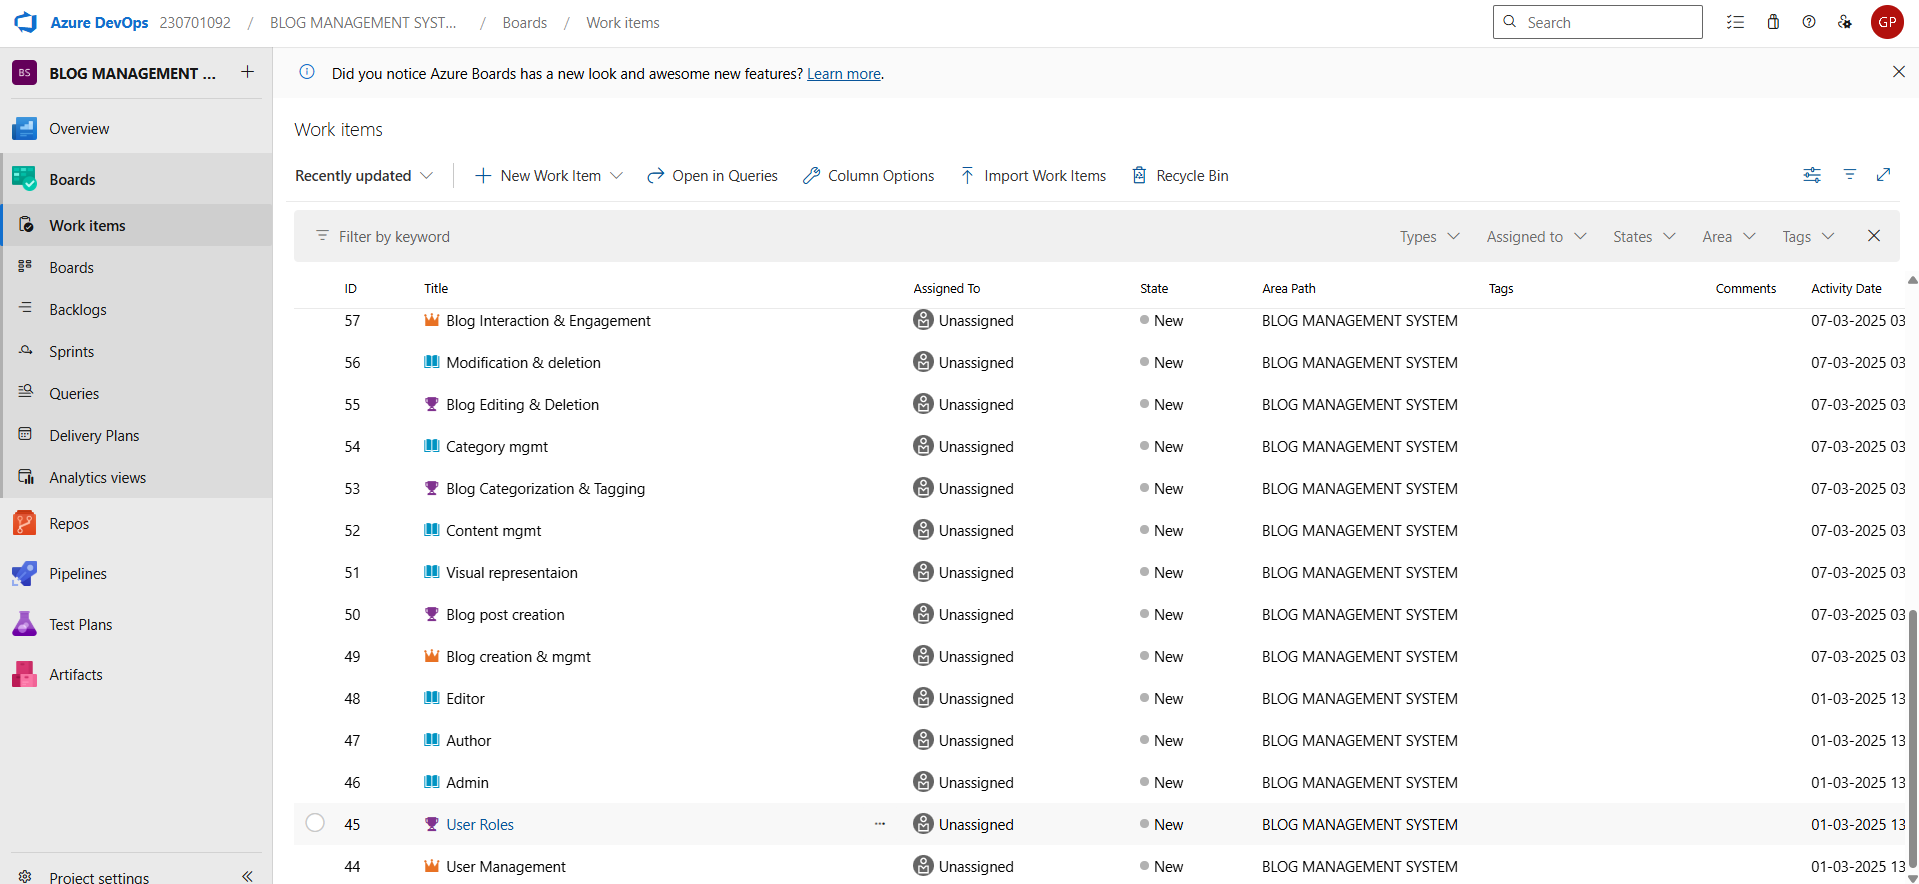 Azure DevOps 230701092 / BLOG MANAGEMENT SYST... / Boards / Work items Search GP
BS BLOG MANAGEMENT ... +
Did you notice Azure Boards has a new look and awesome new features? Learn more.
Overview
Boards
Work items
Boards
Backlogs
Sprints
Queries
Delivery Plans
Analytics views
Repos
Pipelines
Test Plans
Artifacts
Project settings
Work items
Recently updated New Work Item Open in Queries Column Options Import Work Items Recycle Bin
Filter by keyword Types Assigned to States Area Tags
ID Title Assigned To State Area Path Tags Comments Activity Date
57 Blog Interaction & Engagement Unassigned New BLOG MANAGEMENT SYSTEM 07-03-2025 03
56 Modification & deletion Unassigned New BLOG MANAGEMENT SYSTEM 07-03-2025 03
55 Blog Editing & Deletion Unassigned New BLOG MANAGEMENT SYSTEM 07-03-2025 03
54 Category mgmt Unassigned New BLOG MANAGEMENT SYSTEM 07-03-2025 03
53 Blog Categorization & Tagging Unassigned New BLOG MANAGEMENT SYSTEM 07-03-2025 03
52 Content mgmt Unassigned New BLOG MANAGEMENT SYSTEM 07-03-2025 03
51 Visual representaion Unassigned New BLOG MANAGEMENT SYSTEM 07-03-2025 03
50 Blog post creation Unassigned New BLOG MANAGEMENT SYSTEM 07-03-2025 03
49 Blog creation & mgmt Unassigned New BLOG MANAGEMENT SYSTEM 07-03-2025 03
48 Editor Unassigned New BLOG MANAGEMENT SYSTEM 01-03-2025 13
47 Author Unassigned New BLOG MANAGEMENT SYSTEM 01-03-2025 13
46 Admin Unassigned New BLOG MANAGEMENT SYSTEM 01-03-2025 13
45 User Roles ... Unassigned New BLOG MANAGEMENT SYSTEM 01-03-2025 13
44 User Management Unassigned New BLOG MANAGEMENT SYSTEM 01-03-2025 13